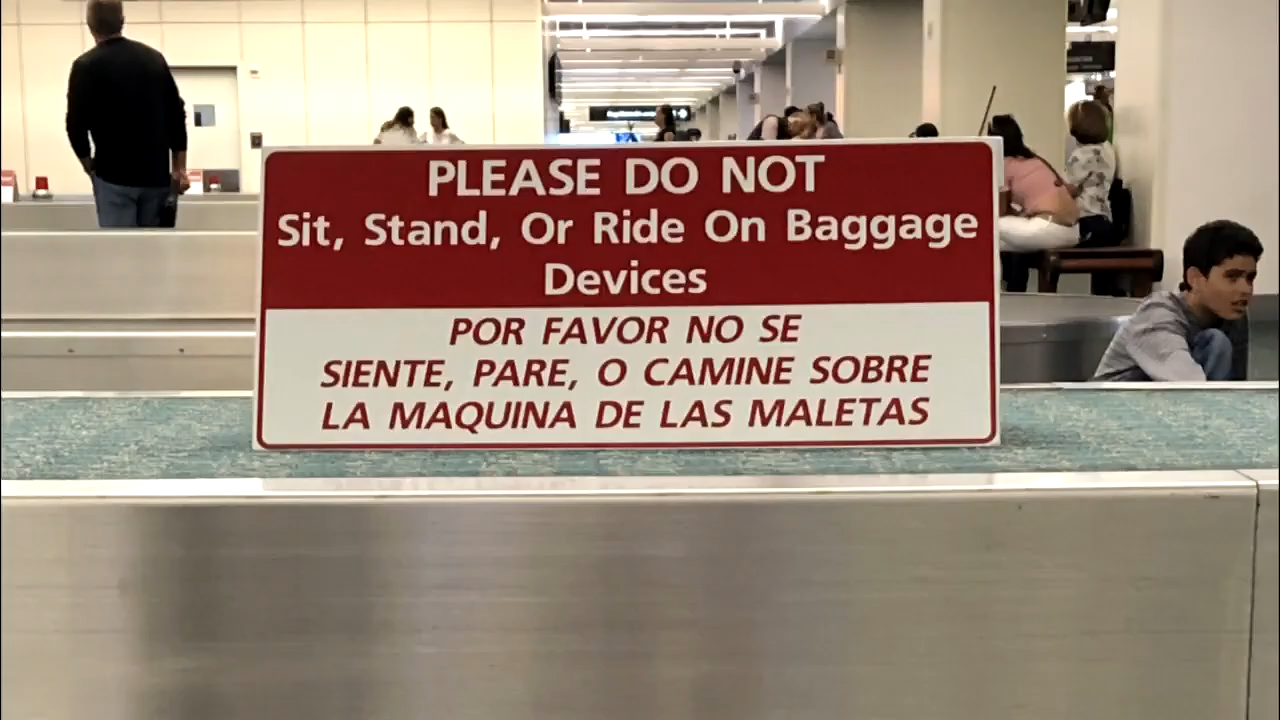 PLEASE DO NOT
Sit, Stand, Or Ride On Baggage
Devices
POR FAVOR NO SE
SIENTE, PARE, O CAMINE SOBRE
LA MAQUINA DE LAS MALETAS